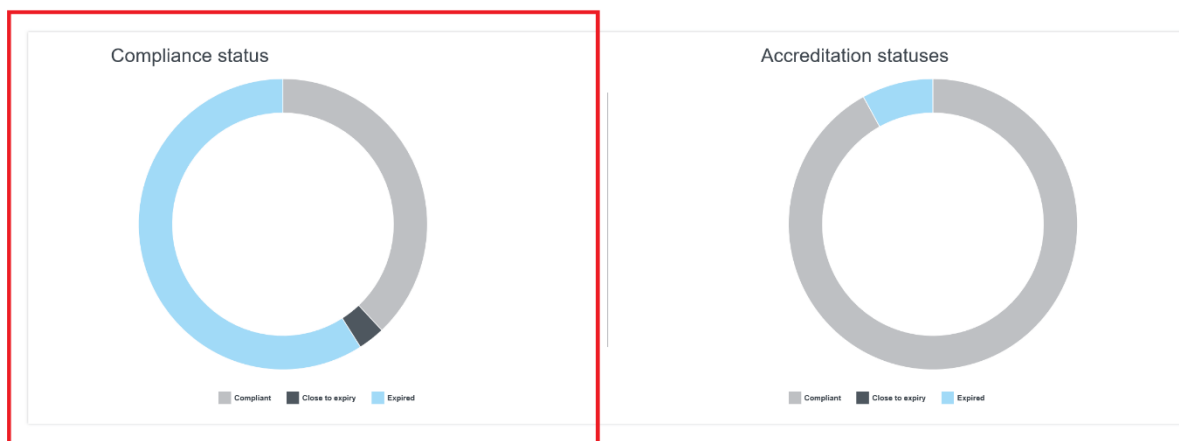 Compliance status
Compliant Close to expiry Expired
Accreditation statuses
Compliant Close to expiry Expired